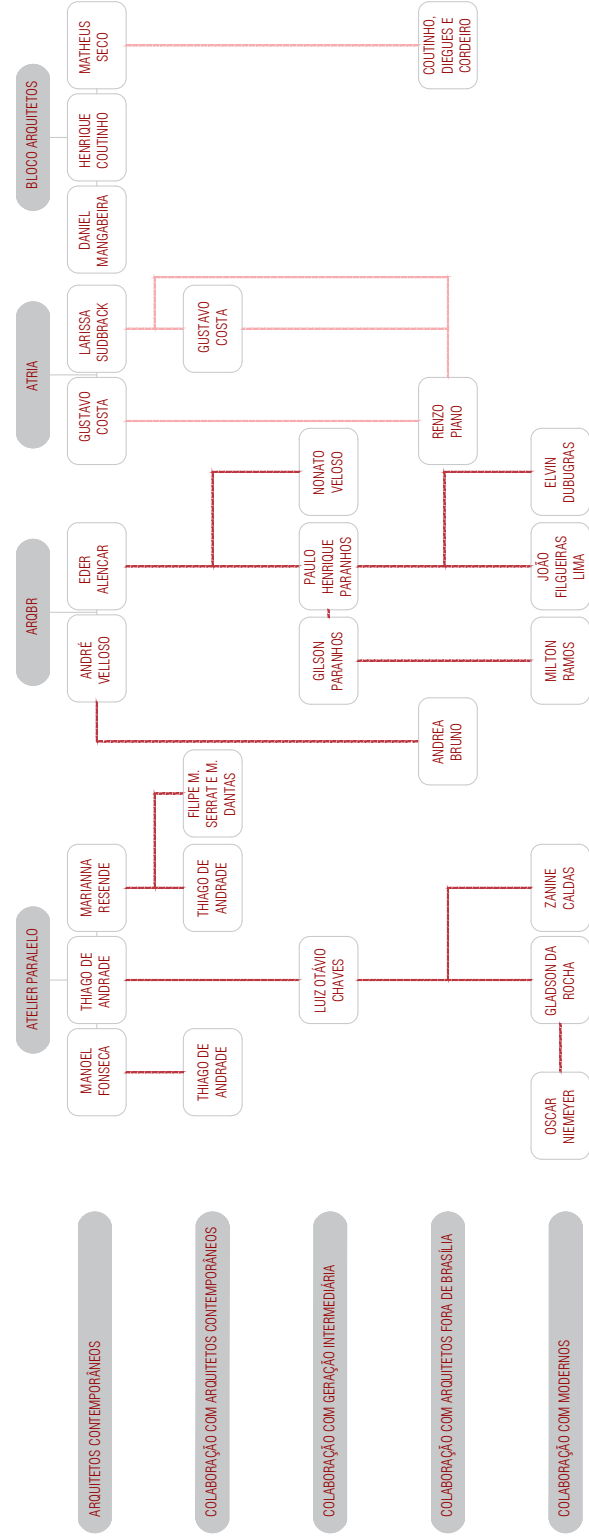 ATELIER PARALELO
ARQBR
ATRIA
BLOCO ARQUITETOS
ARQUITETOS CONTEMPORÂNEOS
MANOEL
FONSECA
THIAGO DE
ANDRADE
MARIANNA
RESENDE
ANDRÉ
VELLOSO
EDER
ALENCAR
GUSTAVO
COSTA
LARISSA
SUDBRACK
DANIEL
MANGABEIRA
HENRIQUE
COUTINHO
MATHEUS
SECO
COLABORAÇÃO COM ARQUITETOS CONTEMPORÂNEOS
THIAGO DE
ANDRADE
THIAGO DE
ANDRADE
FILIPE M.
SERRAT E M.
DANTAS
GUSTAVO
COSTA
COLABORAÇÃO COM GERAÇÃO INTERMEDIÁRIA
LUIZ OTÁVIO
CHAVES
GILSON
PARANHOS
PAULO
HENRIQUE
PARANHOS
NONATO
VELOSO
COLABORAÇÃO COM ARQUITETOS FORA DE BRASÍLIA
ANDREA
BRUNO
RENZO
PIANO
COUTINHO,
DIEGUES E
CORDEIRO
COLABORAÇÃO COM MODERNOS
OSCAR
NIEMEYER
GLADSON DA
ROCHA
ZANINE
CALDAS
MILTON
RAMOS
JOÃO
FILGUEIRAS
LIMA
ELVIN
DUBUGRAS